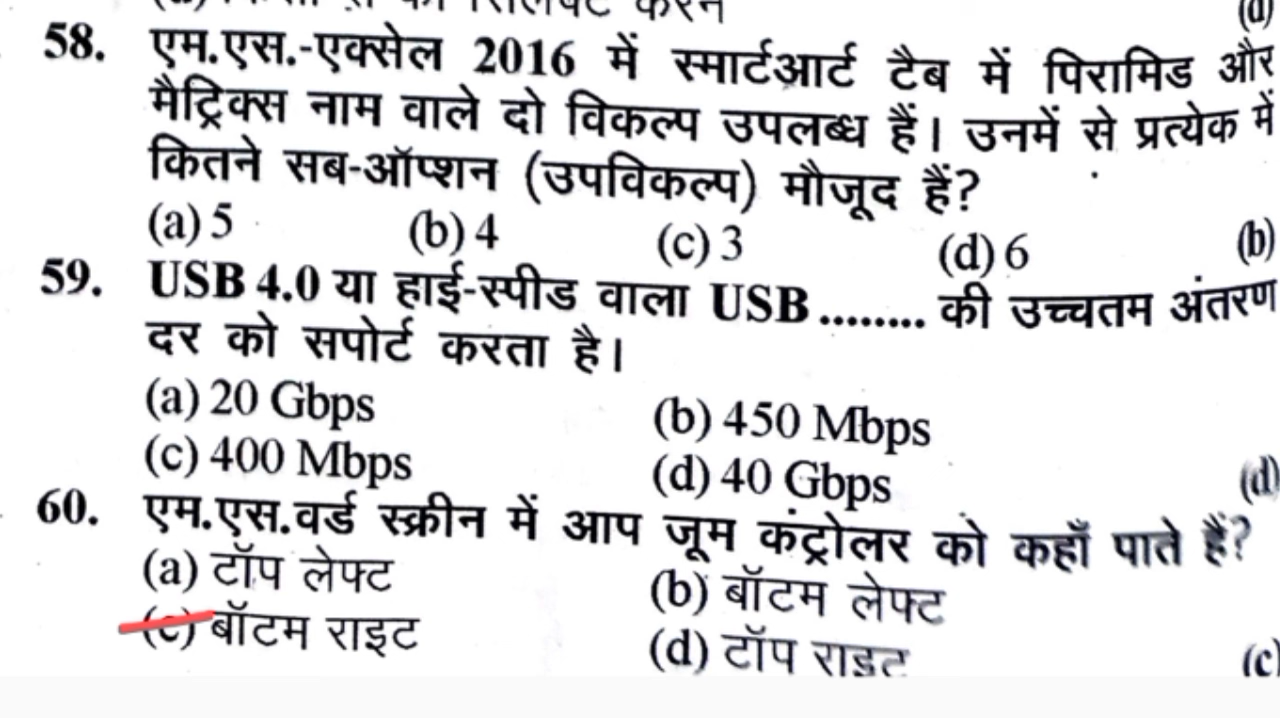 58. एम.एस.-एक्सेल 2016 में स्मार्टआर्ट टैब में पिरामिड और
मैट्रिक्स नाम वाले दो विकल्प उपलब्ध हैं। उनमें से प्रत्येक में
कितने सब-ऑप्शन (उपविकल्प) मौजूद हैं?
(a) 5 (b) 4 (c) 3 (d) 6 (b)
59. USB 4.0 या हाई-स्पीड वाला USB ........ की उच्चतम अंतरण
दर को सपोर्ट करता है।
(a) 20 Gbps (b) 450 Mbps
(c) 400 Mbps (d) 40 Gbps (d)
60. एम.एस.वर्ड स्क्रीन में आप जूम कंट्रोलर को कहाँ पाते हैं?
(a) टॉप लेफ्ट (b) बॉटम लेफ्ट
(c) बॉटम राइट (d) टॉप राइट (c)